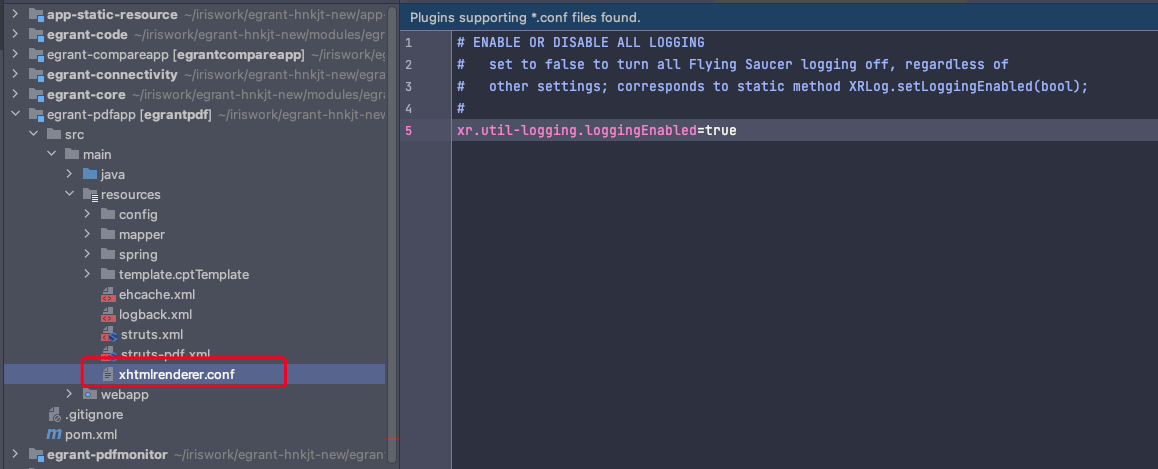 app-static-resource ~/iriswork/egrant-hnkjt-new/app-
egrant-code ~/iriswork/egrant-hnkjt-new/modules/egr
egrant-compareapp [egrantcompareapp] ~/iriswork/eg
egrant-connectivity ~/iriswork/egrant-hnkjt-new/egra
egrant-core ~/iriswork/egrant-hnkjt-new/modules/egr
egrant-pdfapp [egrantpdf] ~/iriswork/egrant-hnkjt-new
src
main
java
resources
config
mapper
spring
template.cptTemplate
ehcache.xml
logback.xml
struts.xml
struts-pdf.xml
xhtmlrenderer.conf
webapp
.gitignore
pom.xml
egrant-pdfmonitor ~/iriswork/egrant-hnkjt-new/egrant
Plugins supporting *.conf files found.
1 # ENABLE OR DISABLE ALL LOGGING
2 #   set to false to turn all Flying Saucer logging off, regardless of
3 #   other settings; corresponds to static method XRLog.setLoggingEnabled(bool);
4 #
5 xr.util-logging.loggingEnabled=true